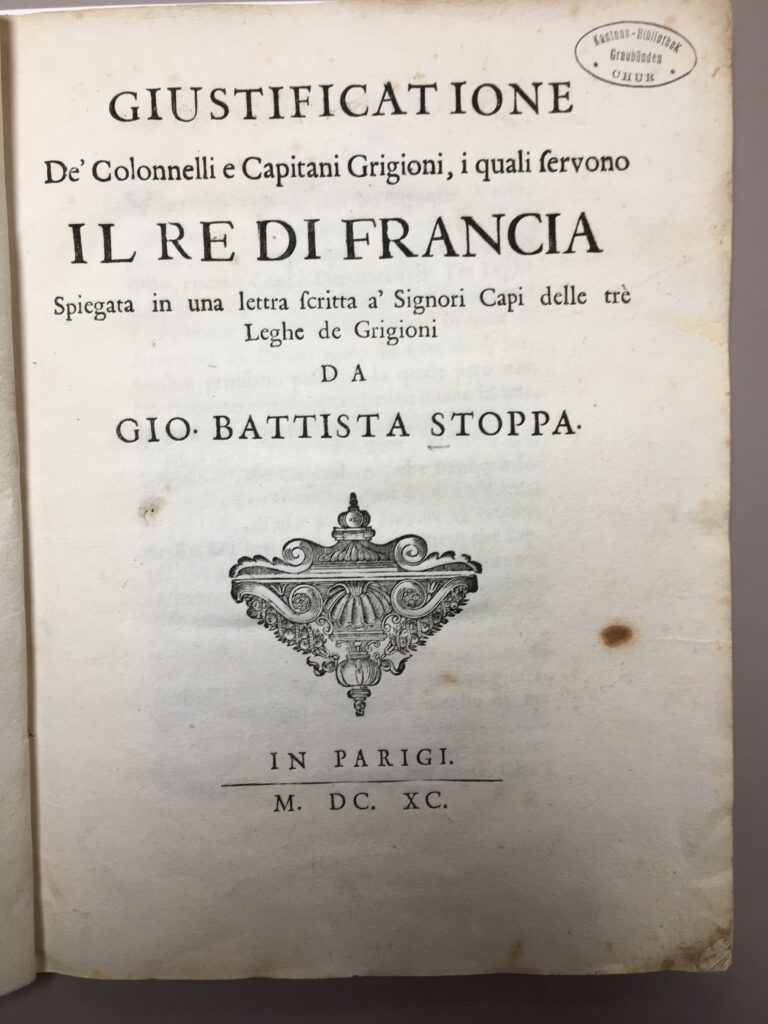 Kantons-Bibliothek
Graubünden
CHUR
GIUSTIFICATIONE
De' Colonnelli e Capitani Grigioni, i quali ſervono
IL RE DI FRANCIA
Spiegata in una lettra ſcritta a' Signori Capi delle trè
Leghe de Grigioni
DA
GIO. BATTISTA STOPPA.
IN PARIGI.
M. DC. XC.